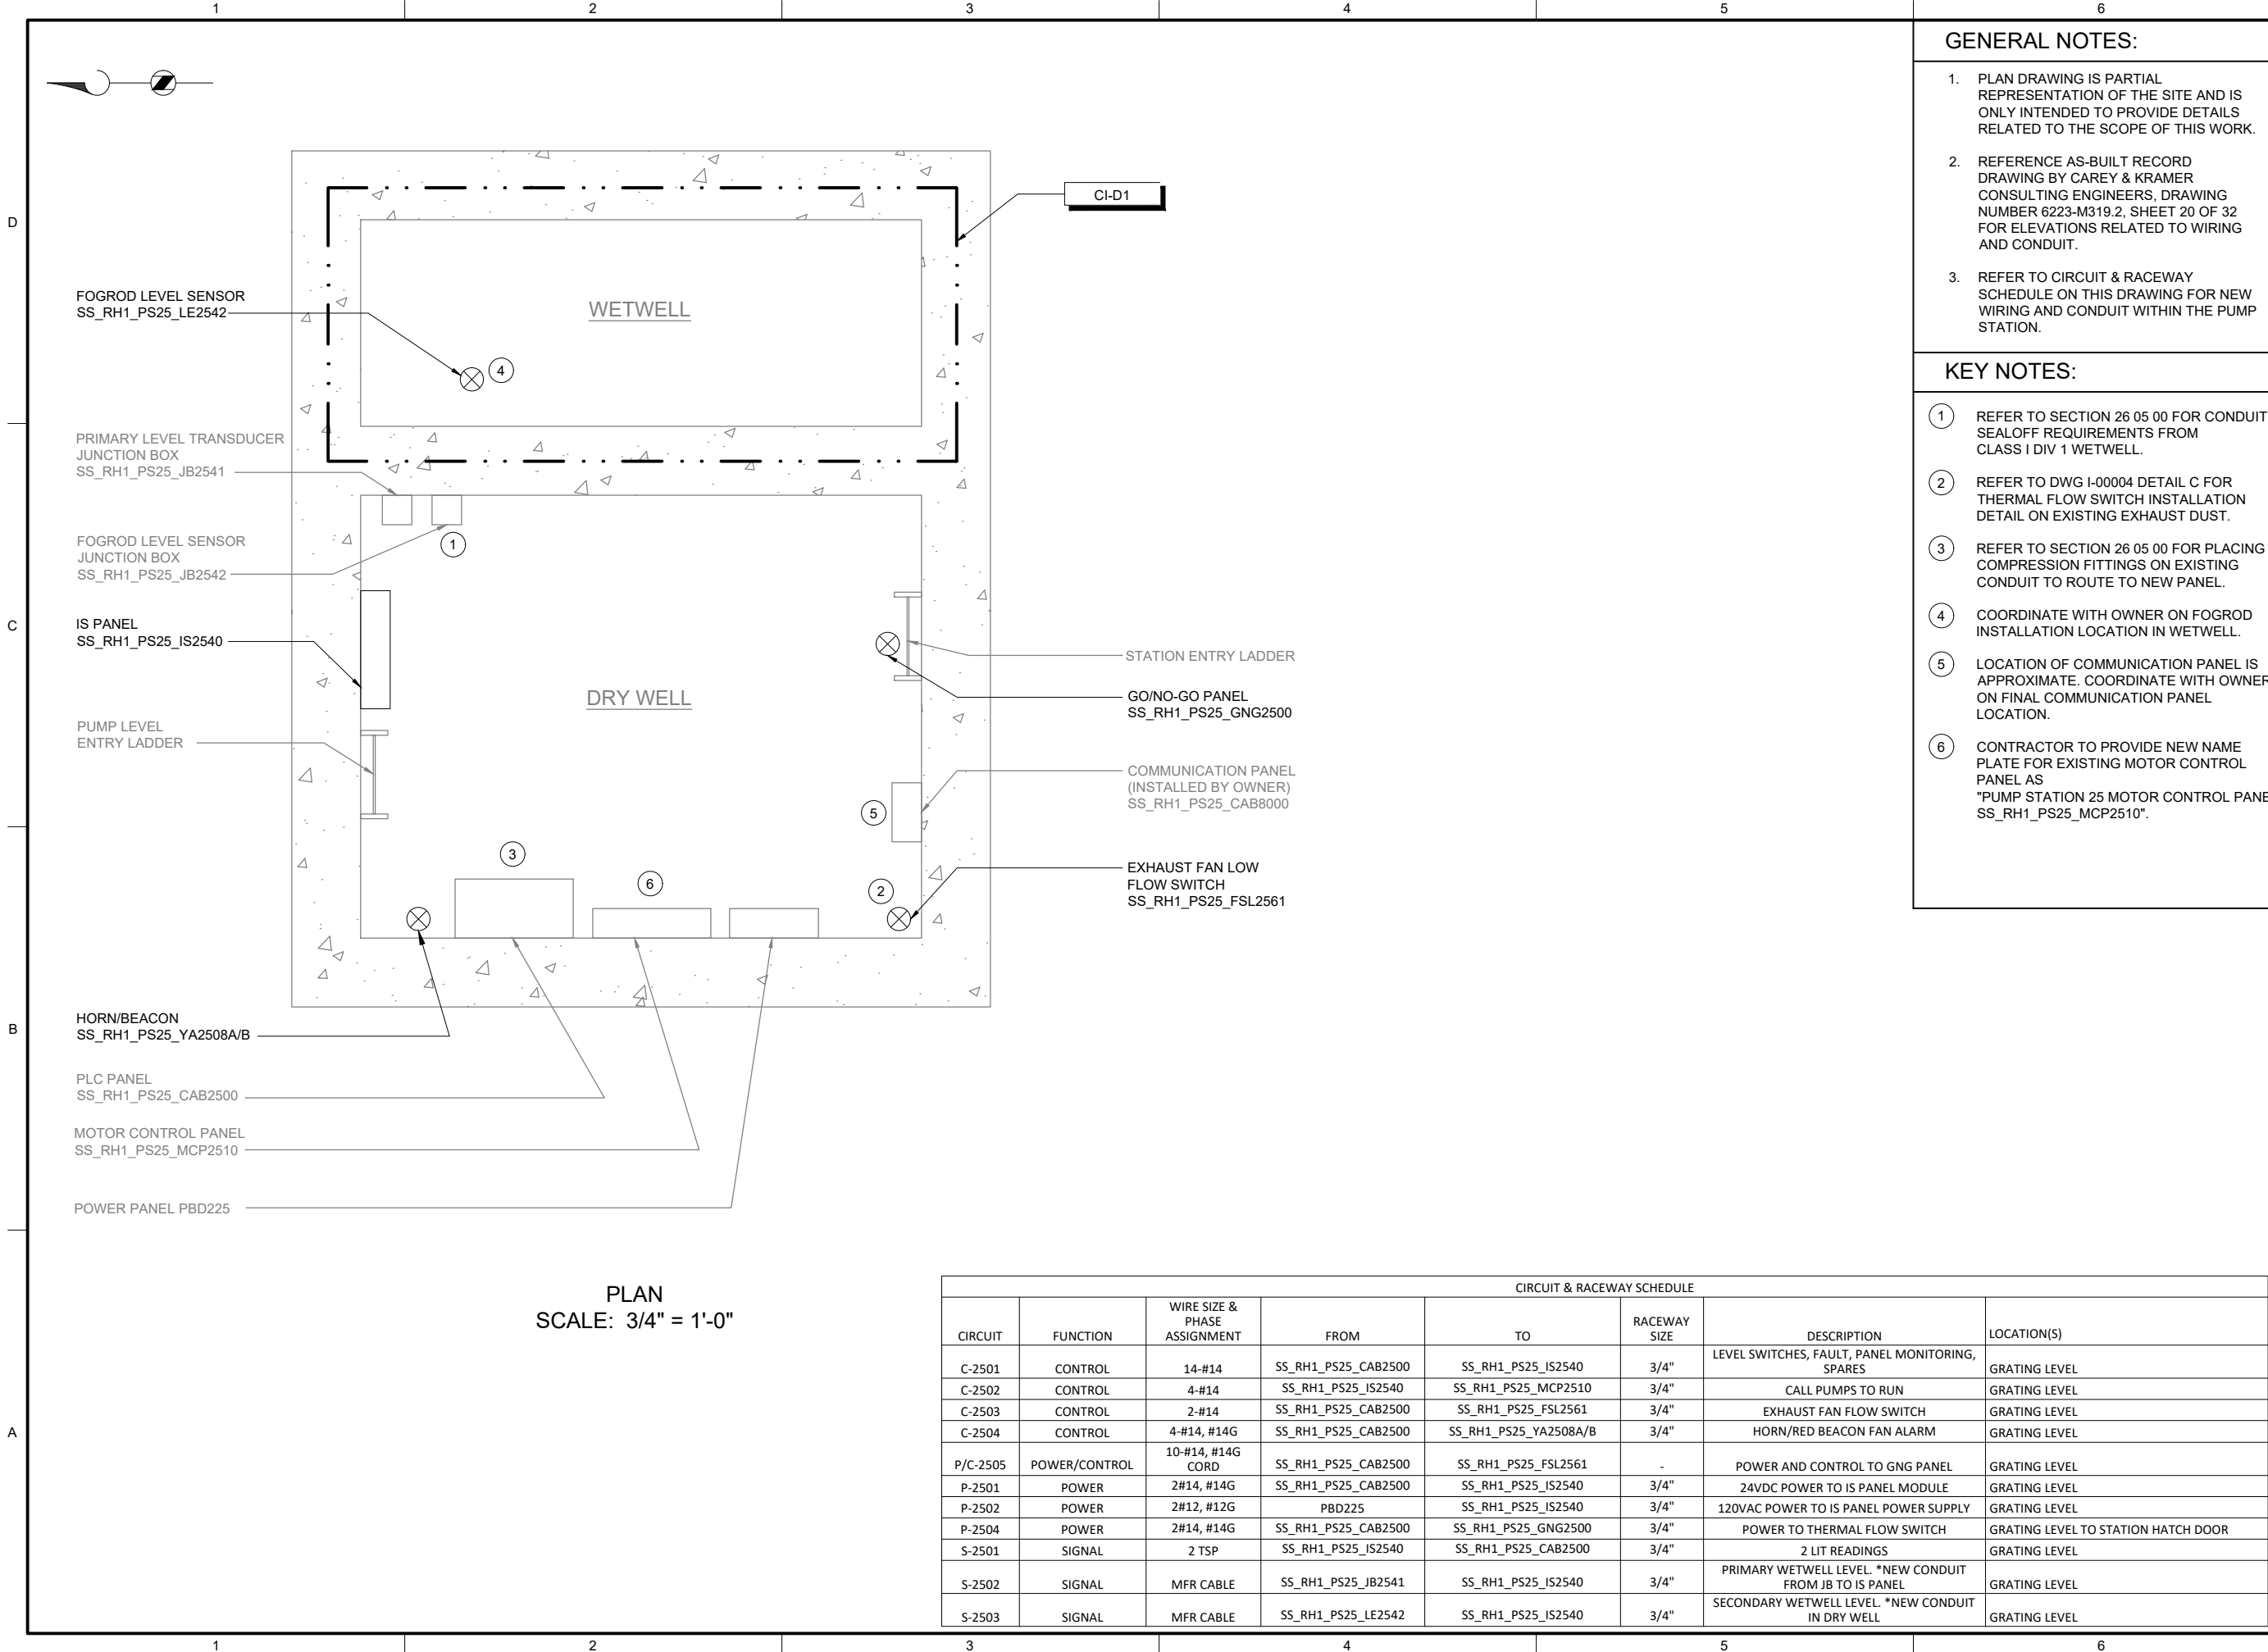 1 2 3 4 5 6
GENERAL NOTES:
1. PLAN DRAWING IS PARTIAL
REPRESENTATION OF THE SITE AND IS
ONLY INTENDED TO PROVIDE DETAILS
RELATED TO THE SCOPE OF THIS WORK.
2. REFERENCE AS-BUILT RECORD
DRAWING BY CAREY & KRAMER
CONSULTING ENGINEERS, DRAWING
NUMBER 6223-M319.2, SHEET 20 OF 32
FOR ELEVATIONS RELATED TO WIRING
AND CONDUIT.
3. REFER TO CIRCUIT & RACEWAY
SCHEDULE ON THIS DRAWING FOR NEW
WIRING AND CONDUIT WITHIN THE PUMP
STATION.
KEY NOTES:
1 REFER TO SECTION 26 05 00 FOR CONDUIT
SEALOFF REQUIREMENTS FROM
CLASS I DIV 1 WETWELL.
2 REFER TO DWG I-00004 DETAIL C FOR
THERMAL FLOW SWITCH INSTALLATION
DETAIL ON EXISTING EXHAUST DUST.
3 REFER TO SECTION 26 05 00 FOR PLACING
COMPRESSION FITTINGS ON EXISTING
CONDUIT TO ROUTE TO NEW PANEL.
4 COORDINATE WITH OWNER ON FOGROD
INSTALLATION LOCATION IN WETWELL.
5 LOCATION OF COMMUNICATION PANEL IS
APPROXIMATE. COORDINATE WITH OWNER
ON FINAL COMMUNICATION PANEL
LOCATION.
6 CONTRACTOR TO PROVIDE NEW NAME
PLATE FOR EXISTING MOTOR CONTROL
PANEL AS
"PUMP STATION 25 MOTOR CONTROL PANE
SS_RH1_PS25_MCP2510".
D
C
B
A
CI-D1
FOGROD LEVEL SENSOR
SS_RH1_PS25_LE2542
WETWELL
4
PRIMARY LEVEL TRANSDUCER
JUNCTION BOX
SS_RH1_PS25_JB2541
FOGROD LEVEL SENSOR
JUNCTION BOX
SS_RH1_PS25_JB2542
1
IS PANEL
SS_RH1_PS25_IS2540
DRY WELL
STATION ENTRY LADDER
GO/NO-GO PANEL
SS_RH1_PS25_GNG2500
PUMP LEVEL
ENTRY LADDER
COMMUNICATION PANEL
(INSTALLED BY OWNER)
SS_RH1_PS25_CAB8000
5
3
6
2
EXHAUST FAN LOW
FLOW SWITCH
SS_RH1_PS25_FSL2561
HORN/BEACON
SS_RH1_PS25_YA2508A/B
PLC PANEL
SS_RH1_PS25_CAB2500
MOTOR CONTROL PANEL
SS_RH1_PS25_MCP2510
POWER PANEL PBD225
PLAN
SCALE: 3/4" = 1'-0"
CIRCUIT & RACEWAY SCHEDULE
CIRCUIT FUNCTION WIRE SIZE & PHASE ASSIGNMENT FROM TO RACEWAY SIZE DESCRIPTION LOCATION(S)
C-2501 CONTROL 14-#14 SS_RH1_PS25_CAB2500 SS_RH1_PS25_IS2540 3/4" LEVEL SWITCHES, FAULT, PANEL MONITORING, SPARES GRATING LEVEL
C-2502 CONTROL 4-#14 SS_RH1_PS25_IS2540 SS_RH1_PS25_MCP2510 3/4" CALL PUMPS TO RUN GRATING LEVEL
C-2503 CONTROL 2-#14 SS_RH1_PS25_CAB2500 SS_RH1_PS25_FSL2561 3/4" EXHAUST FAN FLOW SWITCH GRATING LEVEL
C-2504 CONTROL 4-#14, #14G SS_RH1_PS25_CAB2500 SS_RH1_PS25_YA2508A/B 3/4" HORN/RED BEACON FAN ALARM GRATING LEVEL
P/C-2505 POWER/CONTROL 10-#14, #14G CORD SS_RH1_PS25_CAB2500 SS_RH1_PS25_FSL2561 - POWER AND CONTROL TO GNG PANEL GRATING LEVEL
P-2501 POWER 2#14, #14G SS_RH1_PS25_CAB2500 SS_RH1_PS25_IS2540 3/4" 24VDC POWER TO IS PANEL MODULE GRATING LEVEL
P-2502 POWER 2#12, #12G PBD225 SS_RH1_PS25_IS2540 3/4" 120VAC POWER TO IS PANEL POWER SUPPLY GRATING LEVEL
P-2504 POWER 2#14, #14G SS_RH1_PS25_CAB2500 SS_RH1_PS25_GNG2500 3/4" POWER TO THERMAL FLOW SWITCH GRATING LEVEL TO STATION HATCH DOOR
S-2501 SIGNAL 2 TSP SS_RH1_PS25_IS2540 SS_RH1_PS25_CAB2500 3/4" 2 LIT READINGS GRATING LEVEL
S-2502 SIGNAL MFR CABLE SS_RH1_PS25_JB2541 SS_RH1_PS25_IS2540 3/4" PRIMARY WETWELL LEVEL. *NEW CONDUIT FROM JB TO IS PANEL GRATING LEVEL
S-2503 SIGNAL MFR CABLE SS_RH1_PS25_LE2542 SS_RH1_PS25_IS2540 3/4" SECONDARY WETWELL LEVEL. *NEW CONDUIT IN DRY WELL GRATING LEVEL
1 2 3 4 5 6